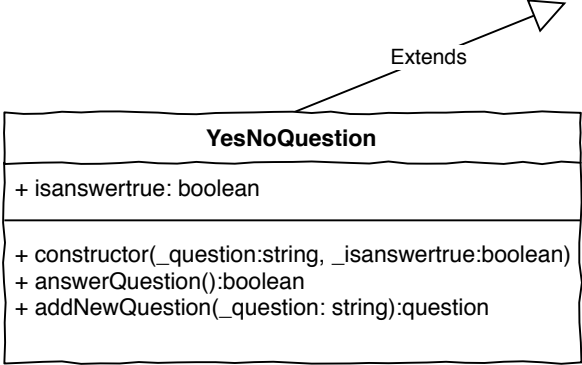 Extends
YesNoQuestion
+ isanswertrue: boolean
+ constructor(_question:string, _isanswertrue:boolean)
+ answerQuestion():boolean
+ addNewQuestion(_question: string):question